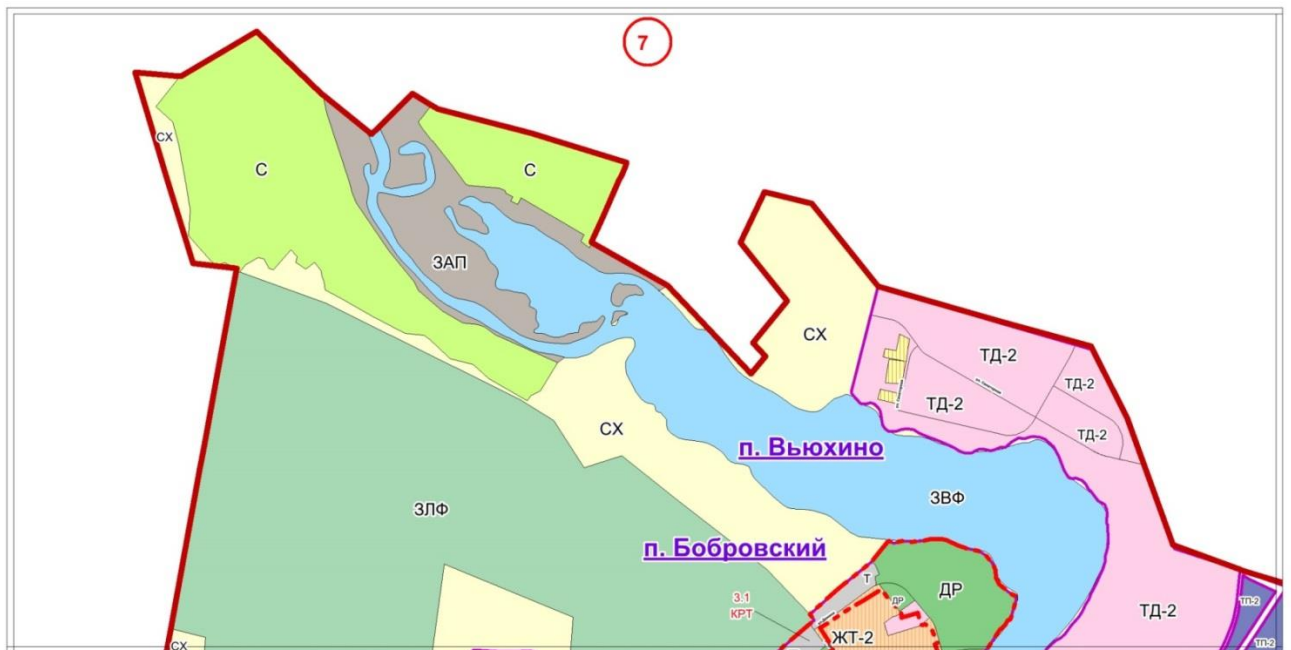 7
СХ
С
С
ЗАП
СХ
ТД-2
ТД-2
ТД-2
СХ
ТД-2
п. Вьюхино
ЗВФ
ЗЛФ
п. Бобровский
Т
ДР
3.1
КРТ
ДР
ТП-2
ТД-2
ЖТ-2
СХ
ТП-2